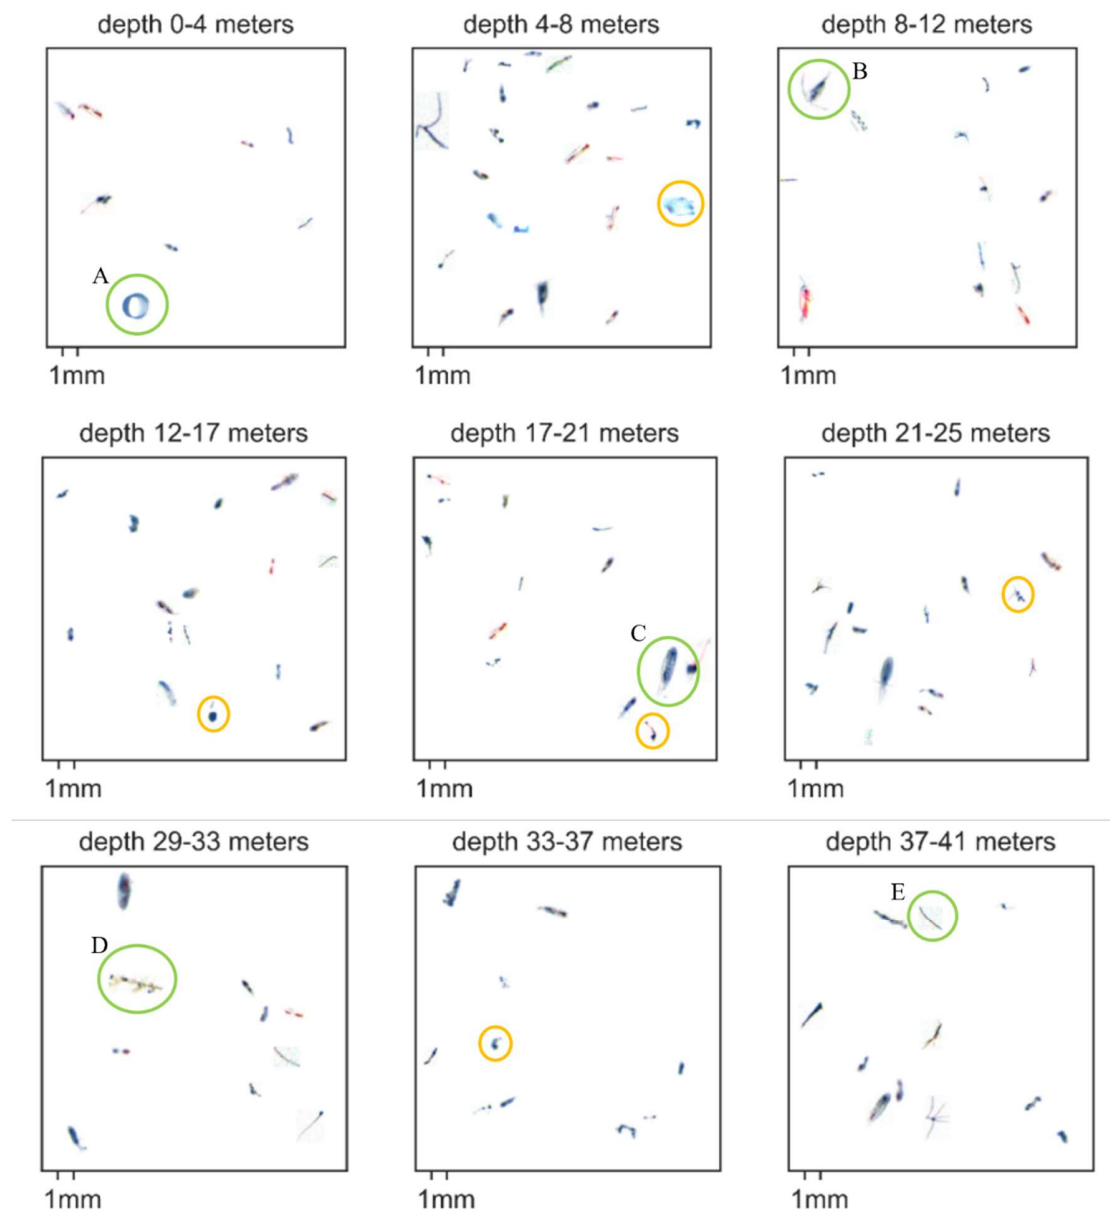 depth 0-4 meters
depth 4-8 meters
depth 8-12 meters
A
B
1mm
1mm
1mm
depth 12-17 meters
depth 17-21 meters
depth 21-25 meters
C
1mm
1mm
1mm
depth 29-33 meters
depth 33-37 meters
depth 37-41 meters
D
E
1mm
1mm
1mm